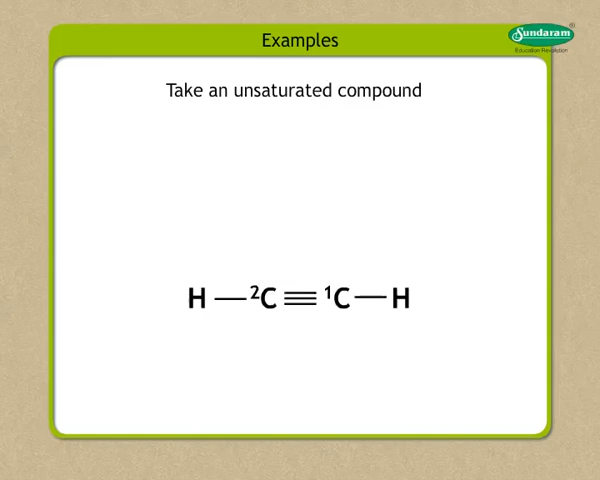 Examples
Sundaram®
Education Revolution
Take an unsaturated compound
H — ²C ≡ ¹C — H